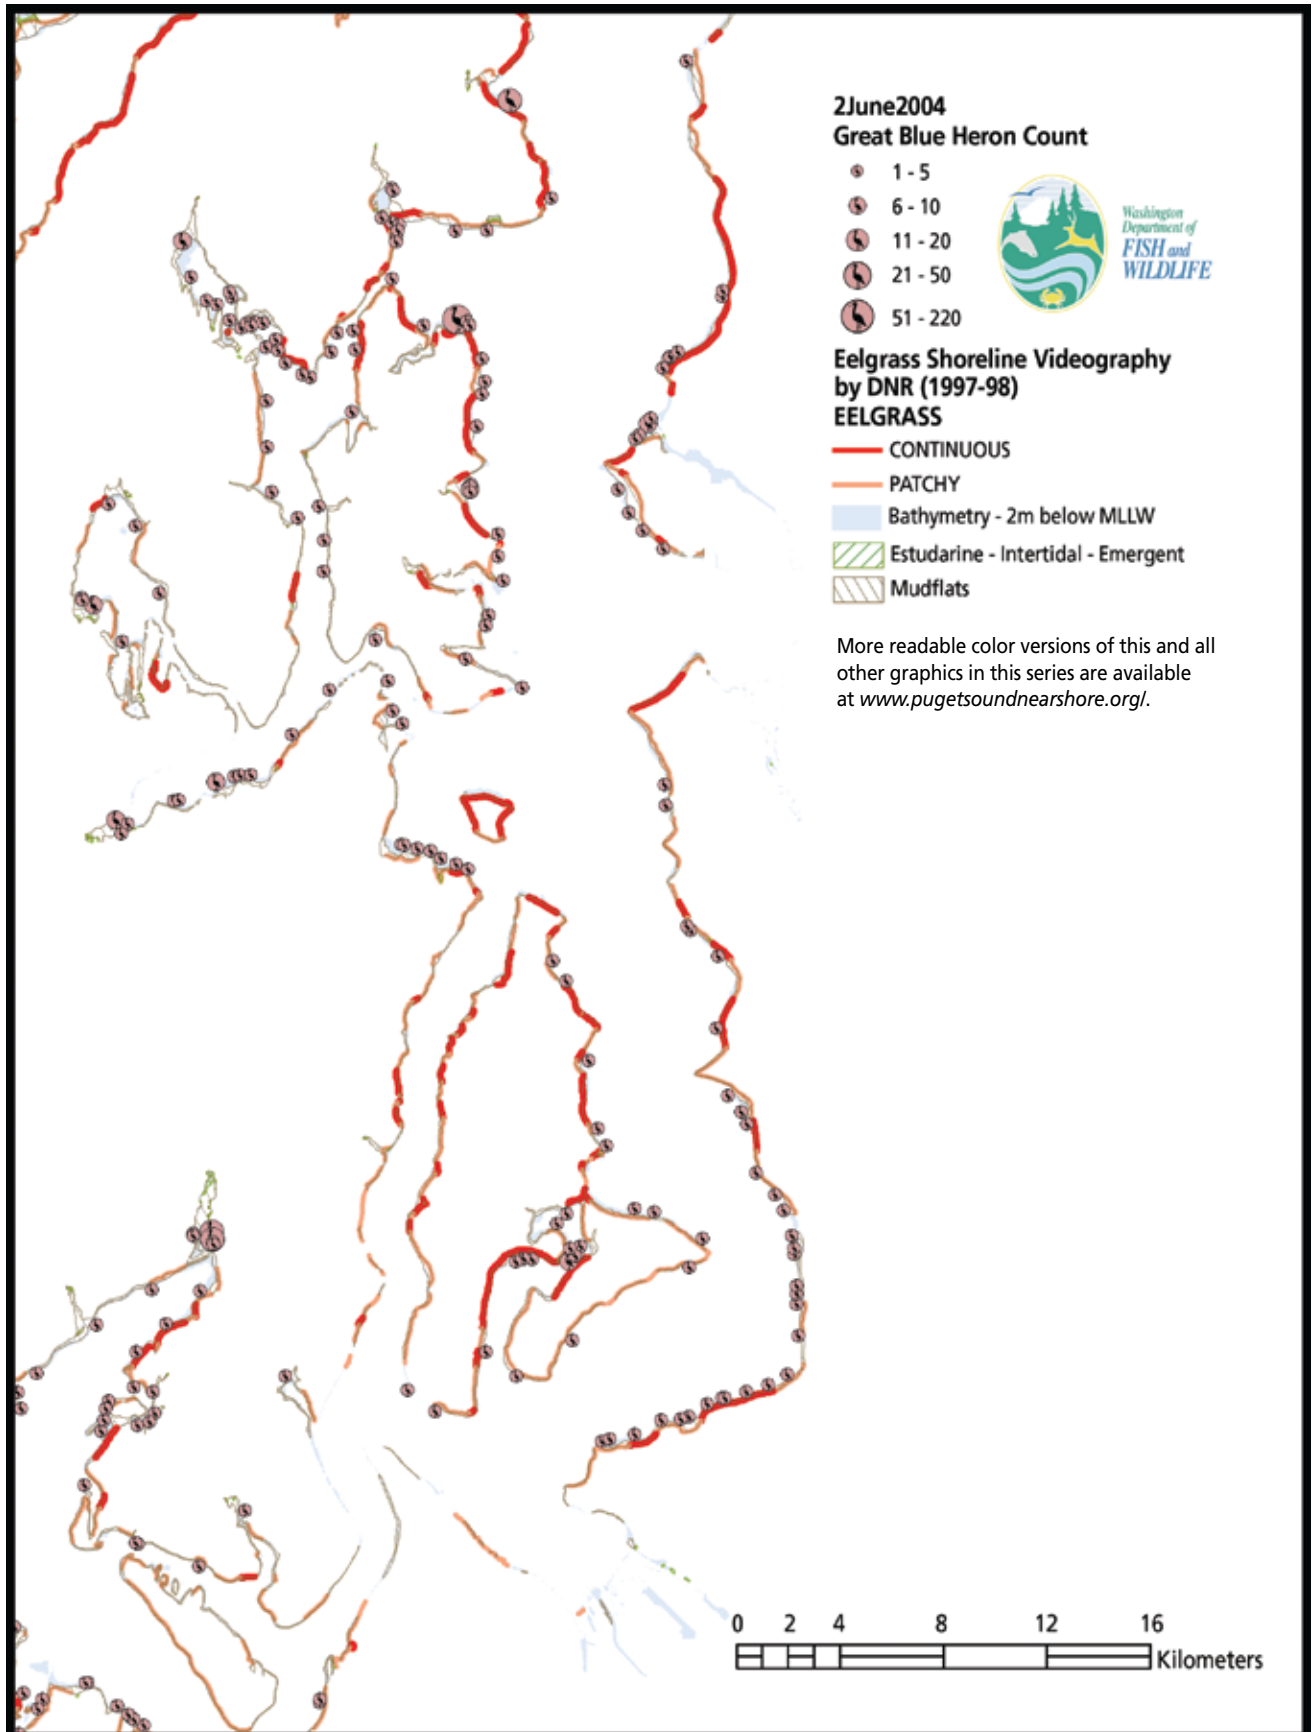 2June2004
Great Blue Heron Count
1 - 5
6 - 10
11 - 20
21 - 50
51 - 220
Washington
Department of
FISH and
WILDLIFE
Eelgrass Shoreline Videography
by DNR (1997-98)
EELGRASS
CONTINUOUS
PATCHY
Bathymetry - 2m below MLLW
Estudarine - Intertidal - Emergent
Mudflats
More readable color versions of this and all
other graphics in this series are available
at www.pugetsoundnearshore.org/.
0 2 4 8 12 16
Kilometers